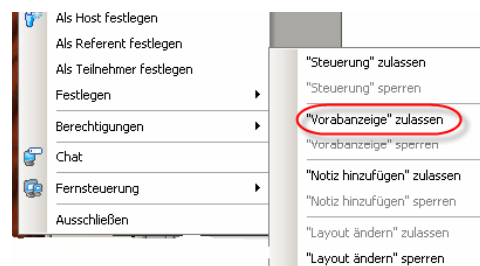 Als Host festlegen
Als Referent festlegen
Als Teilnehmer festlegen
Festlegen
Berechtigungen
Chat
Fernsteuerung
Ausschließen
"Steuerung" zulassen
"Steuerung" sperren
"Vorabanzeige" zulassen
"Vorabanzeige" sperren
"Notiz hinzufügen" zulassen
"Notiz hinzufügen" sperren
"Layout ändern" zulassen
"Layout ändern" sperren